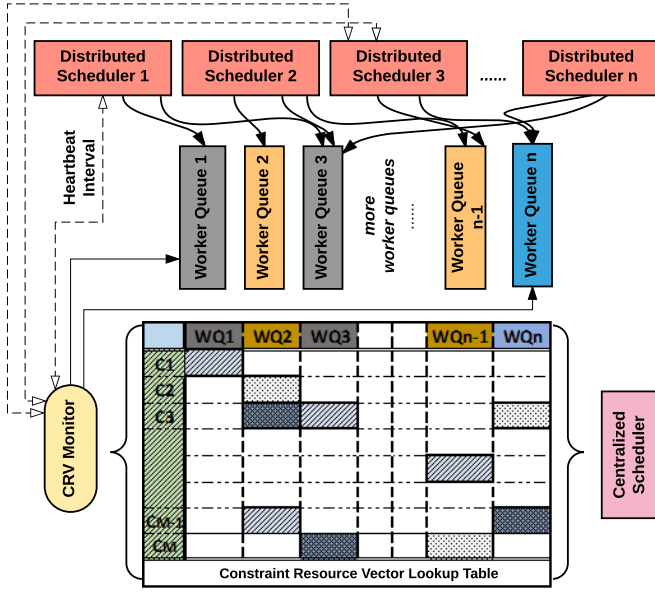 Distributed Scheduler 1
Distributed Scheduler 2
Distributed Scheduler 3
......
Distributed Scheduler n
Heartbeat Interval
Worker Queue 1
Worker Queue 2
Worker Queue 3
more worker queues ......
Worker Queue n-1
Worker Queue n
CRV Monitor
WQ1 WQ2 WQ3 WQn-1 WQn
C1
C2
C3
CM-1
CM
Constraint Resource Vector Lookup Table
Centralized Scheduler